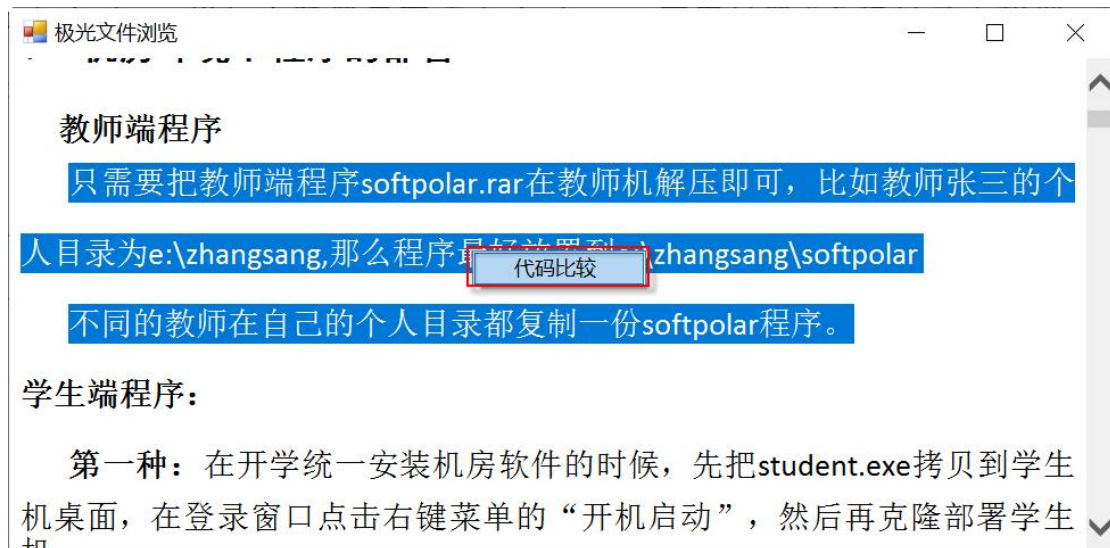 极光文件浏览
教师端程序
只需要把教师端程序softpolar.rar在教师机解压即可，比如教师张三的个
人目录为e:\zhangsang,那么程序 \zhangsang\softpolar
代码比较
不同的教师在自己的个人目录都复制一份softpolar程序。
学生端程序：
第一种：在开学统一安装机房软件的时候，先把student.exe拷贝到学生
机桌面，在登录窗口点击右键菜单的“开机启动”，然后再克隆部署学生